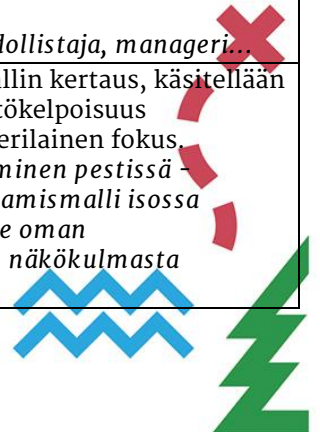 dollistaja, manageri...
allin kertaus, käsitellään
tökelpoisuus
erilainen fokus.
minen pestissä -
amismalli isossa
e oman
näkökulmasta